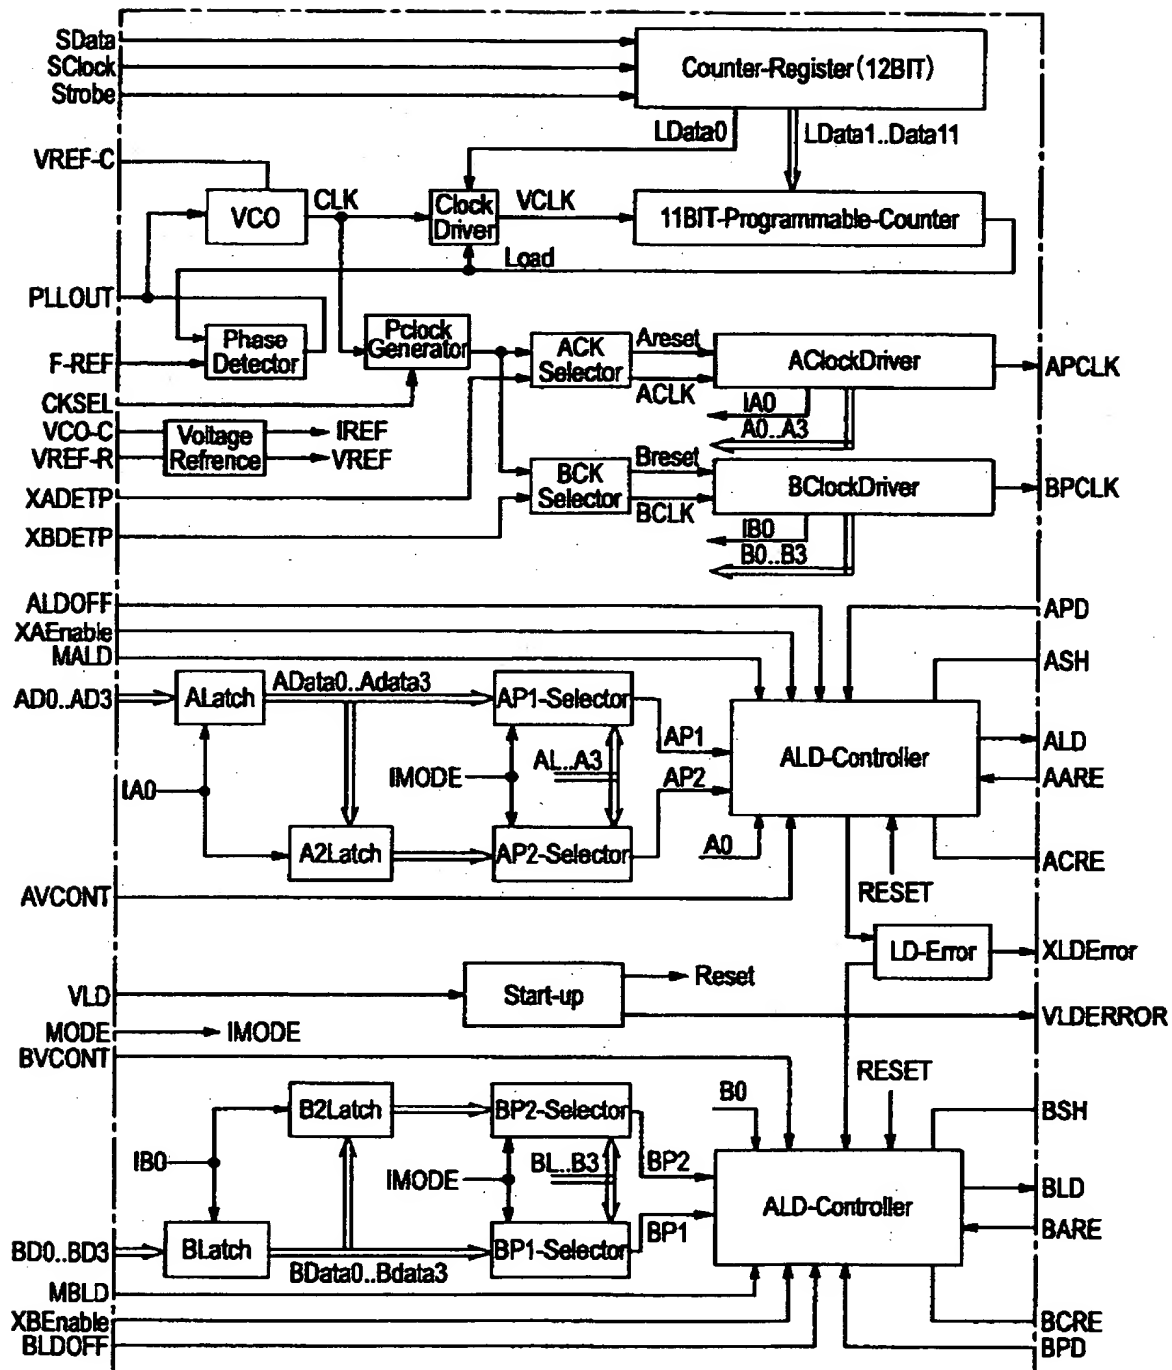 SData
SClock
Strobe
Counter-Register(12BIT)
LData0
LData1..Data11
VREF-C
VCO
CLK
Clock
Driver
VCLK
11BIT-Programmable-Counter
Load
PLLOUT
Phase
Detector
F-REF
Pclock
Generator
ACK
Selector
Areset
ACLK
AClockDriver
APCLK
CKSEL
IA0
A0..A3
VCO-C
VREF-R
Voltage
Refrence
IREF
VREF
BCK
Selector
Breset
BCLK
BClockDriver
BPCLK
XADETP
XBDETP
IB0
B0..B3
ALDOFF
XAEnable
MALD
APD
ASH
AD0..AD3
ALatch
AData0..Adata3
AP1-Selector
AP1
ALD-Controller
ALD
AARE
IMODE
AL..A3
AP2
IA0
A2Latch
AP2-Selector
A0
RESET
ACRE
AVCONT
LD-Error
XLDError
VLD
Start-up
Reset
VLDERROR
MODE
IMODE
BVCONT
RESET
B0
B2Latch
BP2-Selector
BSH
IB0
IMODE
BL..B3
BP2
ALD-Controller
BLD
BARE
BD0..BD3
BLatch
BData0..Bdata3
BP1-Selector
BP1
MBLD
XBEnable
BLDOFF
BCRE
BPD